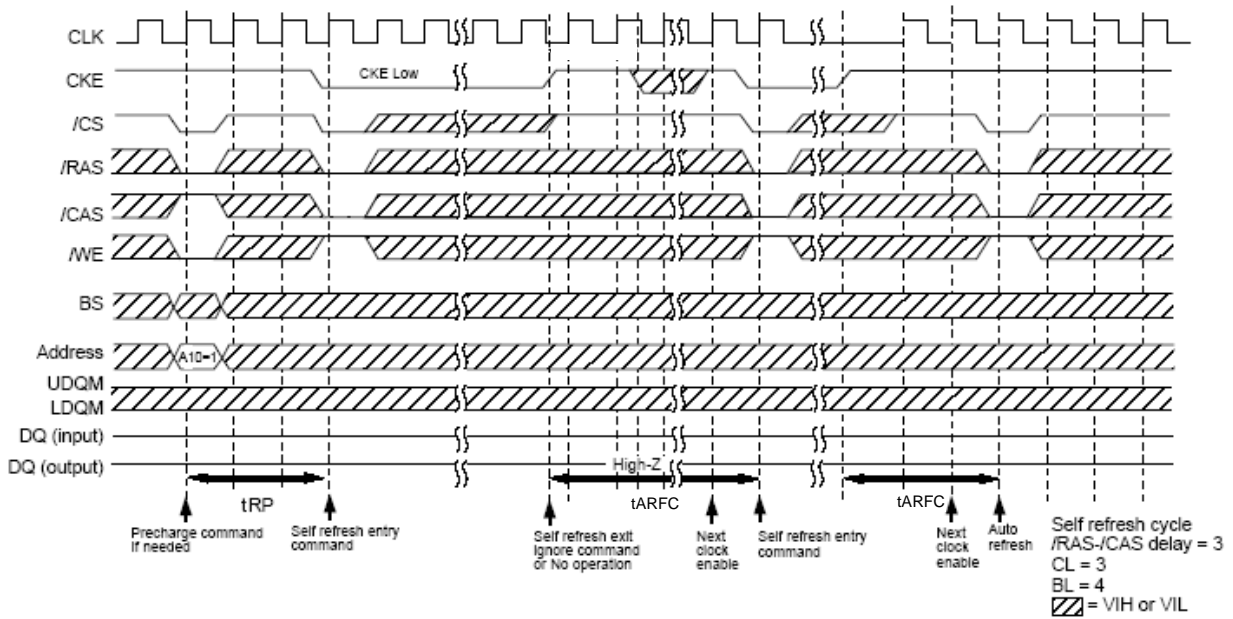 CLK
CKE
CKE Low
/CS
/RAS
/CAS
/WE
BS
Address
A10=1
UDQM
LDQM
DQ (input)
DQ (output)
High-Z
tRP
tARFC
tARFC
Precharge command
If needed
Self refresh entry
command
Self refresh exit
Ignore command
or No operation
Next
clock
enable
Self refresh entry
command
Next
clock
enable
Auto
refresh
Self refresh cycle
/RAS-/CAS delay = 3
CL = 3
BL = 4
= VIH or VIL